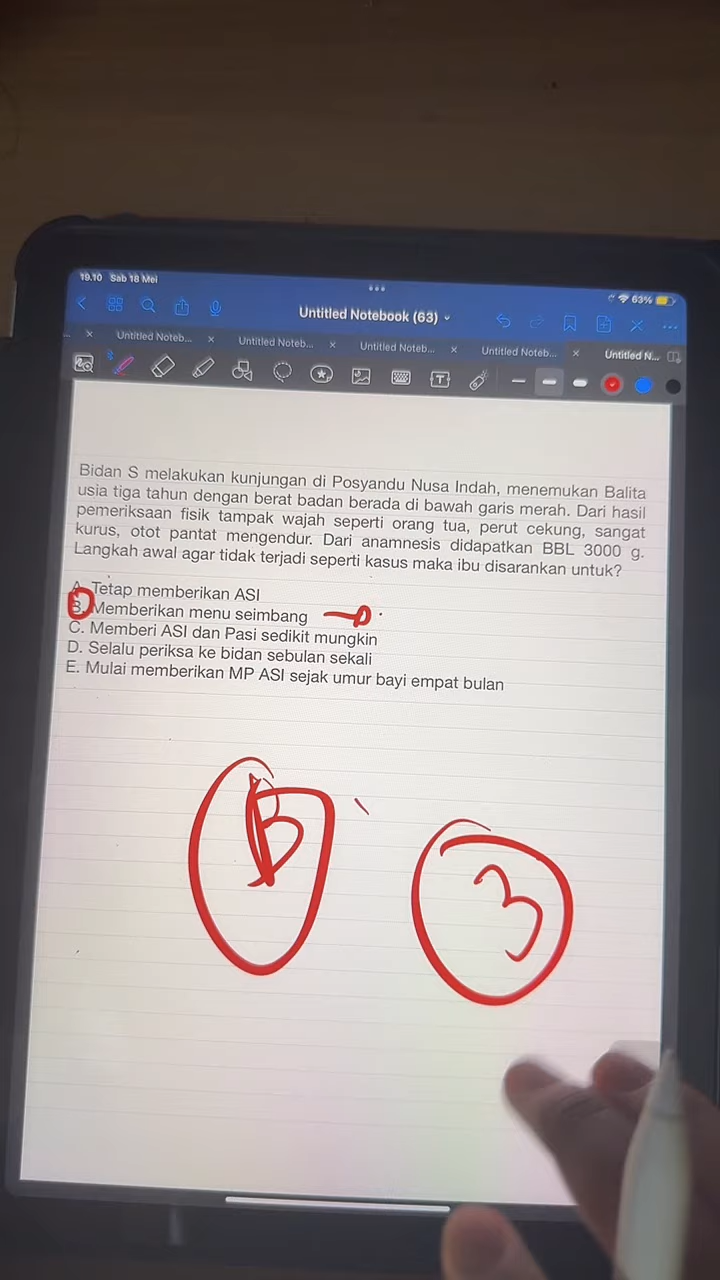 19.10 Sab 18 Mei
63%
Untitled Notebook (63)
Untitled Noteb...
Untitled Noteb...
Untitled Noteb...
Untitled Noteb...
Untitled N...
Bidan S melakukan kunjungan di Posyandu Nusa Indah, menemukan Balita
usia tiga tahun dengan berat badan berada di bawah garis merah. Dari hasil
pemeriksaan fisik tampak wajah seperti orang tua, perut cekung, sangat
kurus, otot pantat mengendur. Dari anamnesis didapatkan BBL 3000 g.
Langkah awal agar tidak terjadi seperti kasus maka ibu disarankan untuk?
A. Tetap memberikan ASI
B. Memberikan menu seimbang
C. Memberi ASI dan Pasi sedikit mungkin
D. Selalu periksa ke bidan sebulan sekali
E. Mulai memberikan MP ASI sejak umur bayi empat bulan
B
3